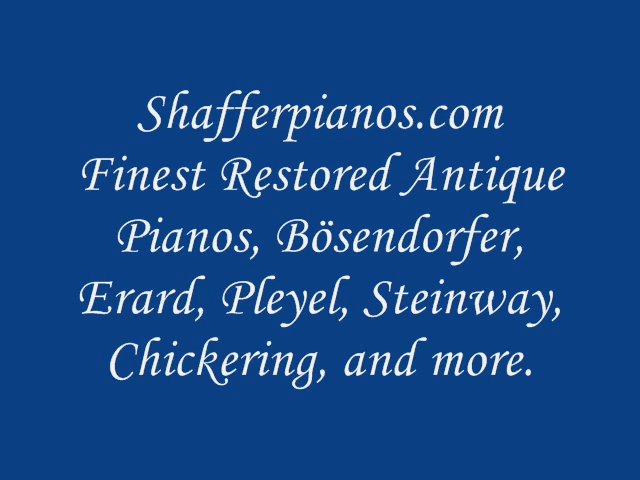 Shafferpianos.com
Finest Restored Antique
Pianos, Bösendorfer,
Erard, Pleyel, Steinway,
Chickering, and more.